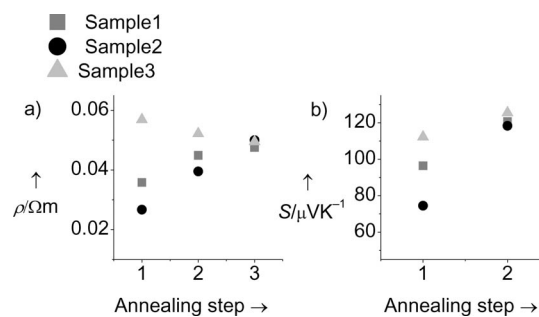 Sample1
Sample2
Sample3
a)
0.06
0.04
0.02
ρ/Ωm →
1 2 3
Annealing step →
b)
120
100
80
60
S/μVK⁻¹ →
1 2
Annealing step →